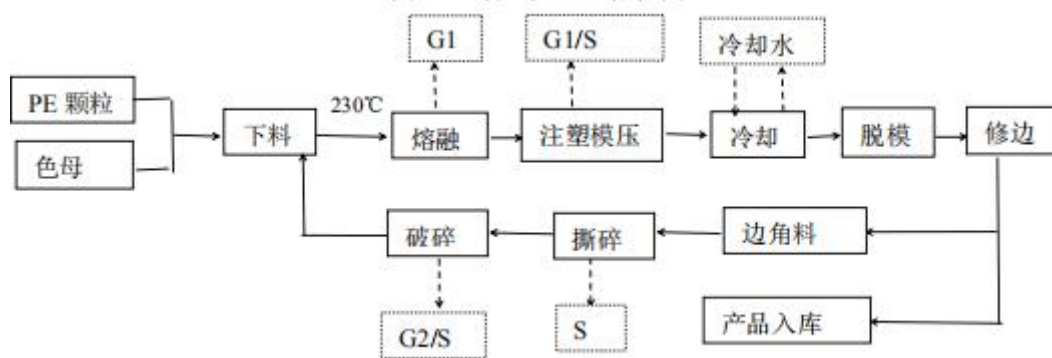 G1
G1/S
冷却水
PE 颗粒
色母
下料
230℃
熔融
注塑模压
冷却
脱模
修边
破碎
撕碎
边角料
G2/S
S
产品入库